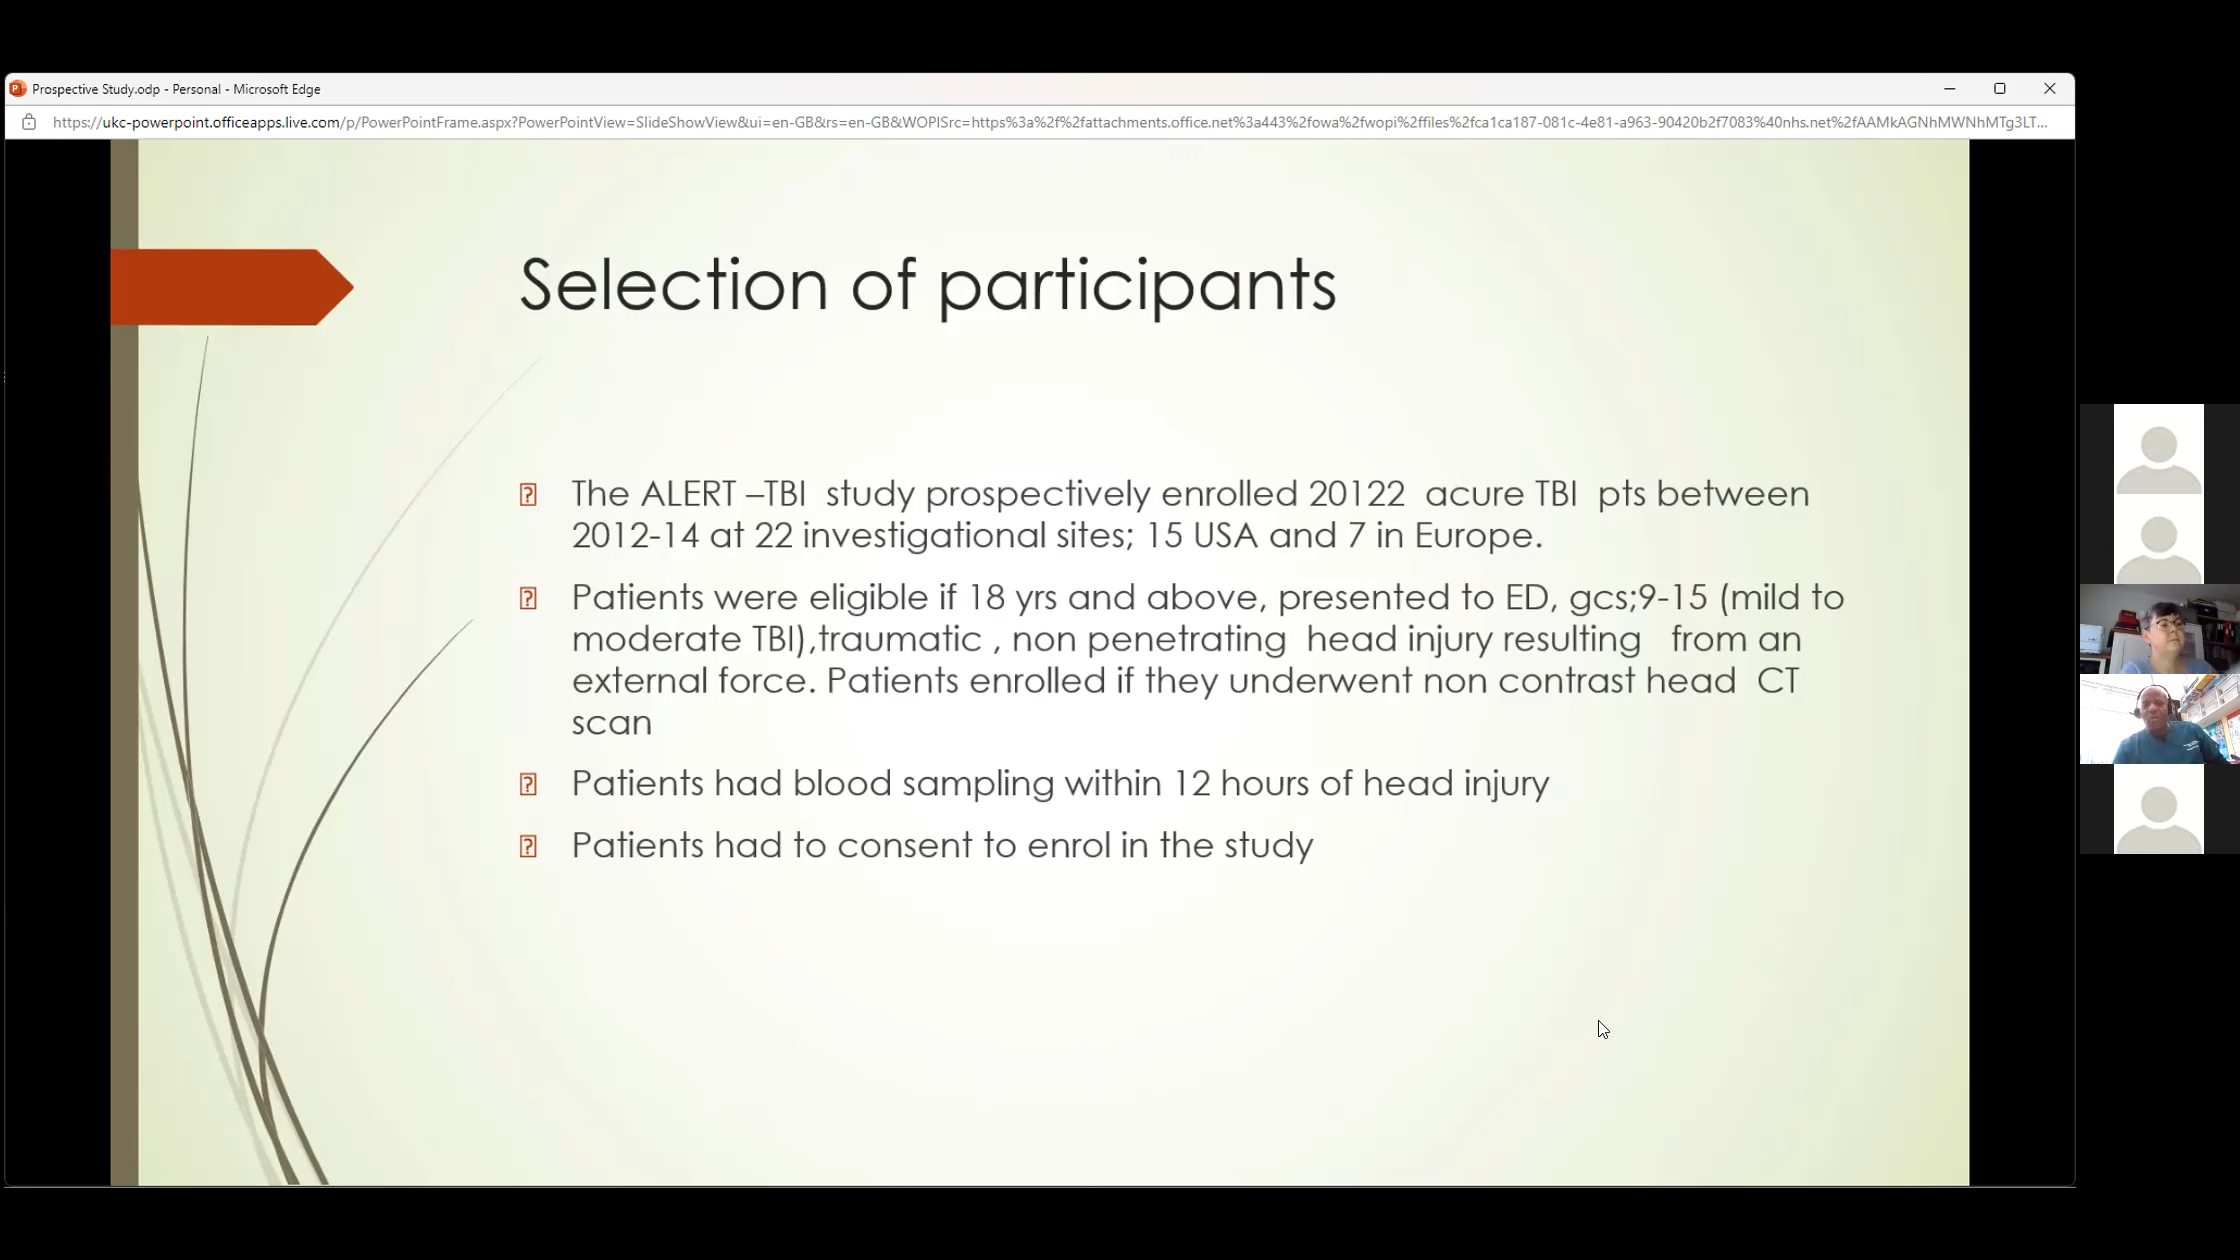 Prospective Study.odp - Personal - Microsoft Edge
https://ukc-powerpoint.officeapps.live.com/p/PowerPointFrame.aspx?PowerPointView=SlideShowView&ui=en-GB&rs=en-GB&WOPISrc=https%3a%2f%2fattachments.office.net%3a443%2fowa%2fwopi%2ffiles%2fca1ca187-081c-4e81-a963-90420b2f7083%40nhs.net%2fAAMkAGNhMWNhMTg3LT...
Selection of participants
The ALERT –TBI study prospectively enrolled 20122 acure TBI pts between
2012-14 at 22 investigational sites; 15 USA and 7 in Europe.
Patients were eligible if 18 yrs and above, presented to ED, gcs;9-15 (mild to
moderate TBI),traumatic , non penetrating head injury resulting from an
external force. Patients enrolled if they underwent non contrast head CT
scan
Patients had blood sampling within 12 hours of head injury
Patients had to consent to enrol in the study